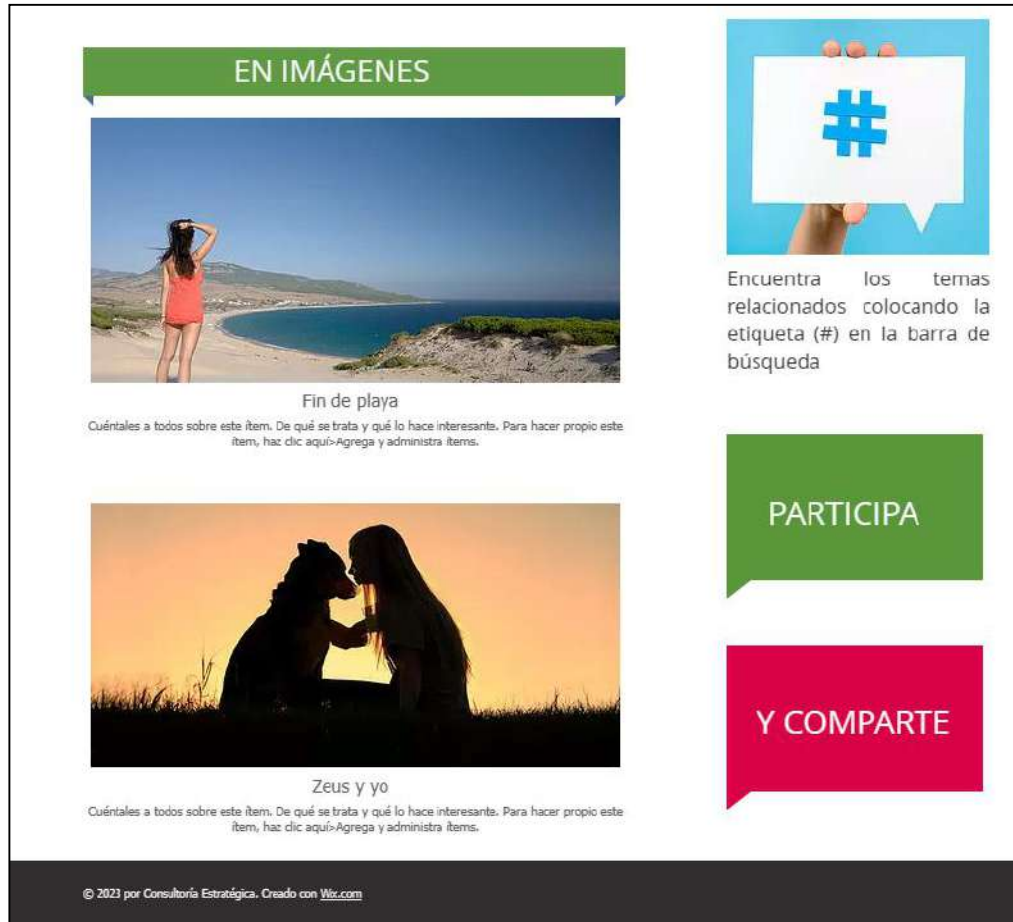 EN IMÁGENES
#
Encuentra los temas
relacionados colocando la
etiqueta (#) en la barra de
búsqueda
Fin de playa
Cuéntales a todos sobre este ítem. De qué se trata y qué lo hace interesante. Para hacer propio este
ítem, haz clic aquí>Agrega y administra ítems.
PARTICIPA
Zeus y yo
Cuéntales a todos sobre este ítem. De qué se trata y qué lo hace interesante. Para hacer propio este
ítem, haz clic aquí>Agrega y administra ítems.
Y COMPARTE
© 2023 por Consultoría Estratégica. Creado con Wix.com